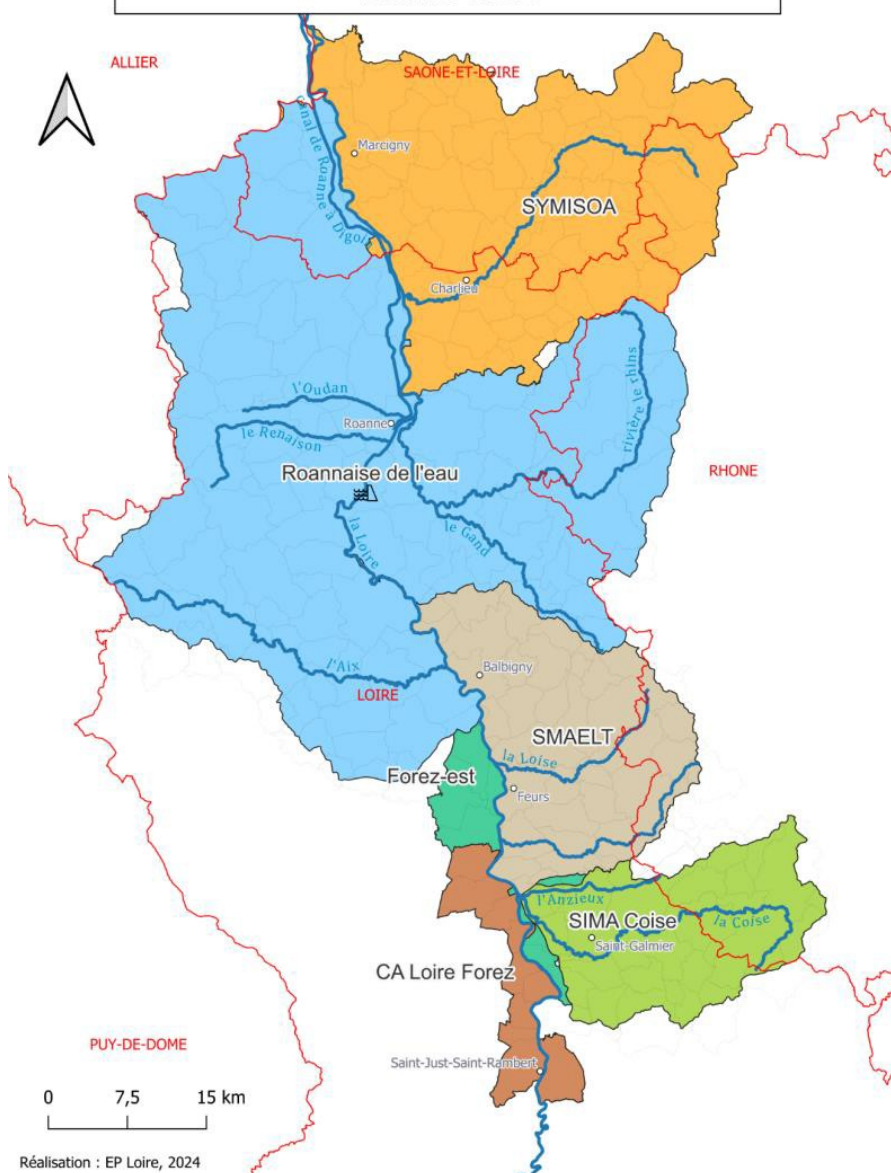 ALLIER
SAONE-ET-LOIRE
Marcigny
Canal de Roanne à Digoin
SYMISOA
Charlieu
l'Oudan
rivière le rhins
Roanne
le Renaison
RHONE
Roannaise de l'eau
le Gand
la Loire
l'Aix
Balbigny
LOIRE
SMAELT
la Loise
Forez-est
Feurs
l'Anzieux
SIMA Coise
la Coise
Saint-Galmier
CA Loire Forez
PUY-DE-DOME
Saint-Just-Saint-Rambert
0 7,5 15 km
Réalisation : EP Loire, 2024